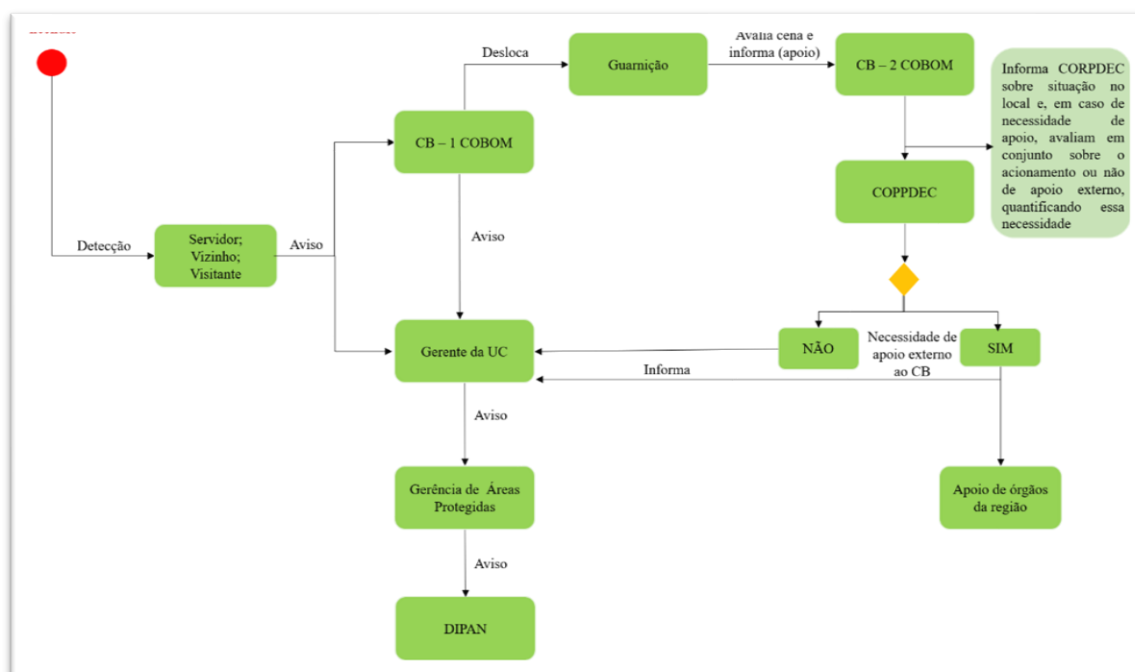 Desloca
Guarnição
Avalia cena e
informa (apoio)
CB – 2 COBOM
Informa CORPDEC
sobre situação no
local e, em caso de
necessidade de
apoio, avaliam em
conjunto sobre o
acionamento ou não
de apoio externo,
quantificando essa
necessidade
CB – 1 COBOM
COPPDEC
Detecção
Servidor;
Vizinho;
Visitante
Aviso
Aviso
Gerente da UC
NÃO
Necessidade de
apoio externo
ao CB
SIM
Informa
Aviso
Gerência de Áreas
Protegidas
Apoio de órgãos
da região
Aviso
DIPAN